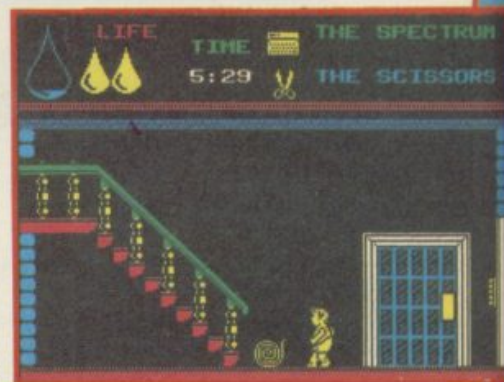 LIFE
TIME
THE SPECTRUM
5:29
THE SCISSORS